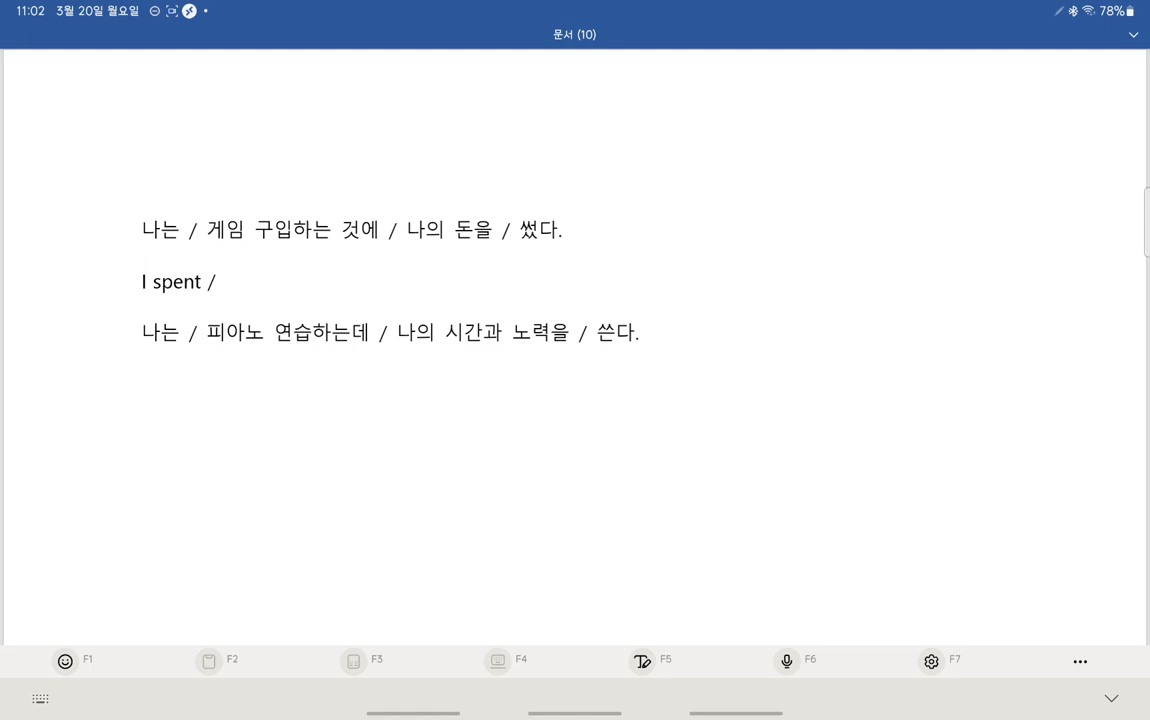 11:02 3월 20일 월요일 78%
문서 (10)
나는 / 게임 구입하는 것에 / 나의 돈을 / 썼다.
I spent /
나는 / 피아노 연습하는데 / 나의 시간과 노력을 / 쓴다.
F1 F2 F3 F4 F5 F6 F7